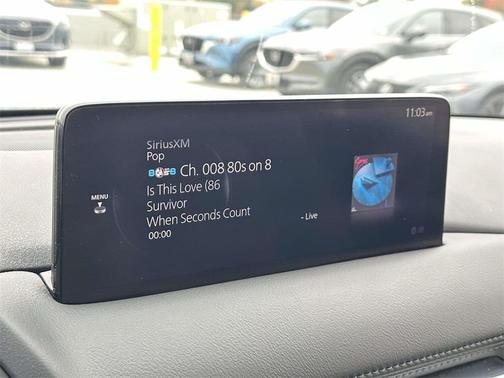 11:03 am
SiriusXM
Pop
Ch. 008 80s on 8
Is This Love (86
MENU
Survivor
When Seconds Count
- Live
00:00